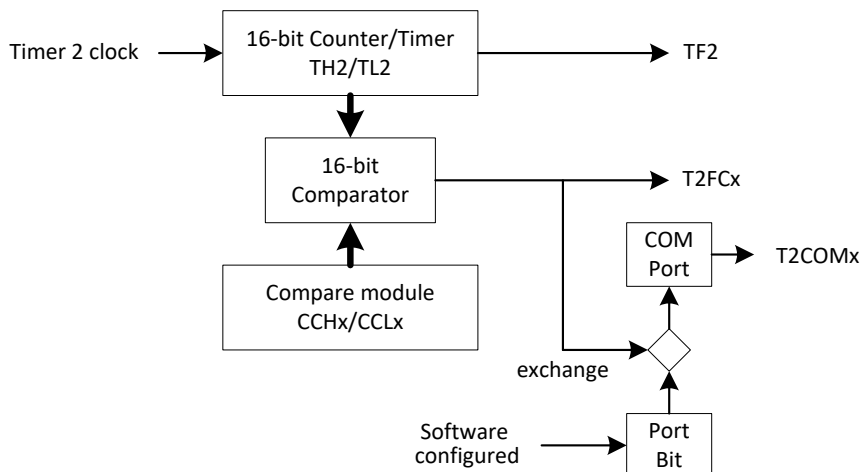 Timer 2 clock
16-bit Counter/Timer
TH2/TL2
TF2
16-bit
Comparator
T2FCx
COM
Port
T2COMx
Compare module
CCHx/CCLx
exchange
Software
configured
Port
Bit